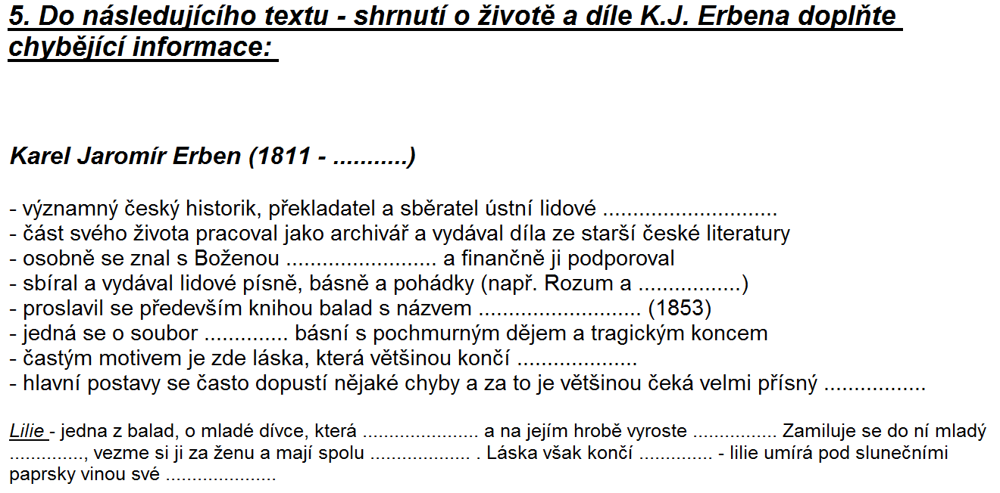 5. Do následujícího textu - shrnutí o životě a díle K.J. Erbena doplňte
chybějící informace:
Karel Jaromír Erben (1811 - ...........)
- významný český historik, překladatel a sběratel ústní lidové .............................
- část svého života pracoval jako archivář a vydával díla ze starší české literatury
- osobně se znal s Boženou ......................... a finančně ji podporoval
- sbíral a vydával lidové písně, básně a pohádky (např. Rozum a .................)
- proslavil se především knihou balad s názvem ........................... (1853)
- jedná se o soubor .............. básní s pochmurným dějem a tragickým koncem
- častým motivem je zde láska, která většinou končí ....................
- hlavní postavy se často dopustí nějaké chyby a za to je většinou čeká velmi přísný .................
Lilie - jedna z balad, o mladé dívce, která ...................... a na jejím hrobě vyroste ................ Zamiluje se do ní mladý
.............., vezme si ji za ženu a mají spolu ................... . Láska však končí .............. - lilie umírá pod slunečními
paprsky vinou své .....................